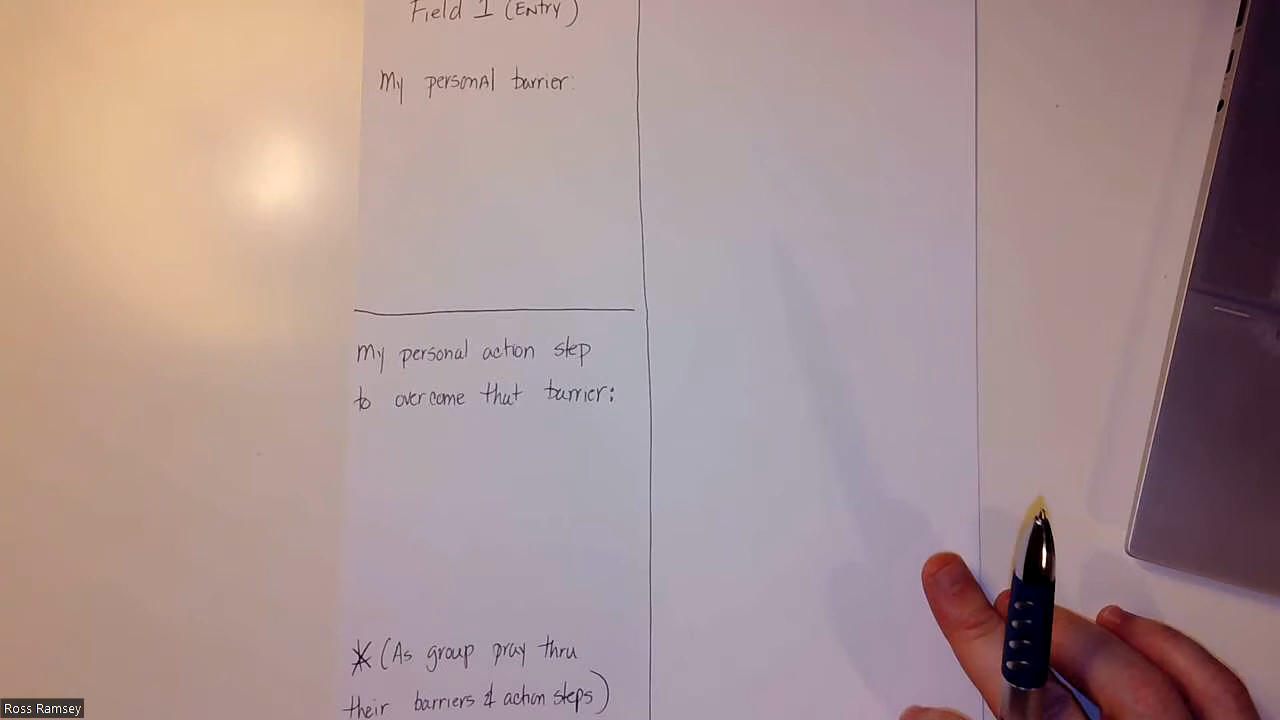 Field 1 (Entry)
My personal barrier:
My personal action step
to overcome that barrier:
* (As group pray thru
their barriers & action steps)
Ross Ramsey